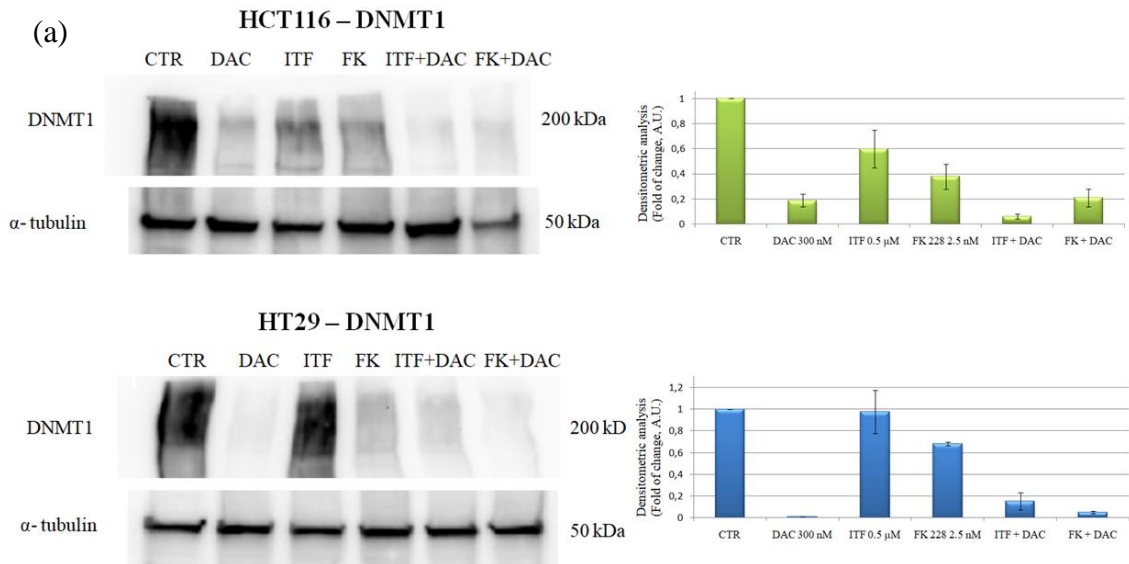 (a)
HCT116 – DNMT1
CTR DAC ITF FK ITF+DAC FK+DAC
DNMT1
200 kDa
α- tubulin
50 kDa
Densitometric analysis
(Fold of change, A.U.)
1
0,8
0,6
0,4
0,2
0
CTR DAC 300 nM ITF 0.5 µM FK 228 2.5 nM ITF + DAC FK + DAC
HT29 – DNMT1
CTR DAC ITF FK ITF+DAC FK+DAC
DNMT1
200 kD
α- tubulin
50 kDa
Densitometric analysis
(Fold of change, A.U.)
1,2
1
0,8
0,6
0,4
0,2
0
CTR DAC 300 nM ITF 0.5 µM FK 228 2.5 nM ITF + DAC FK + DAC